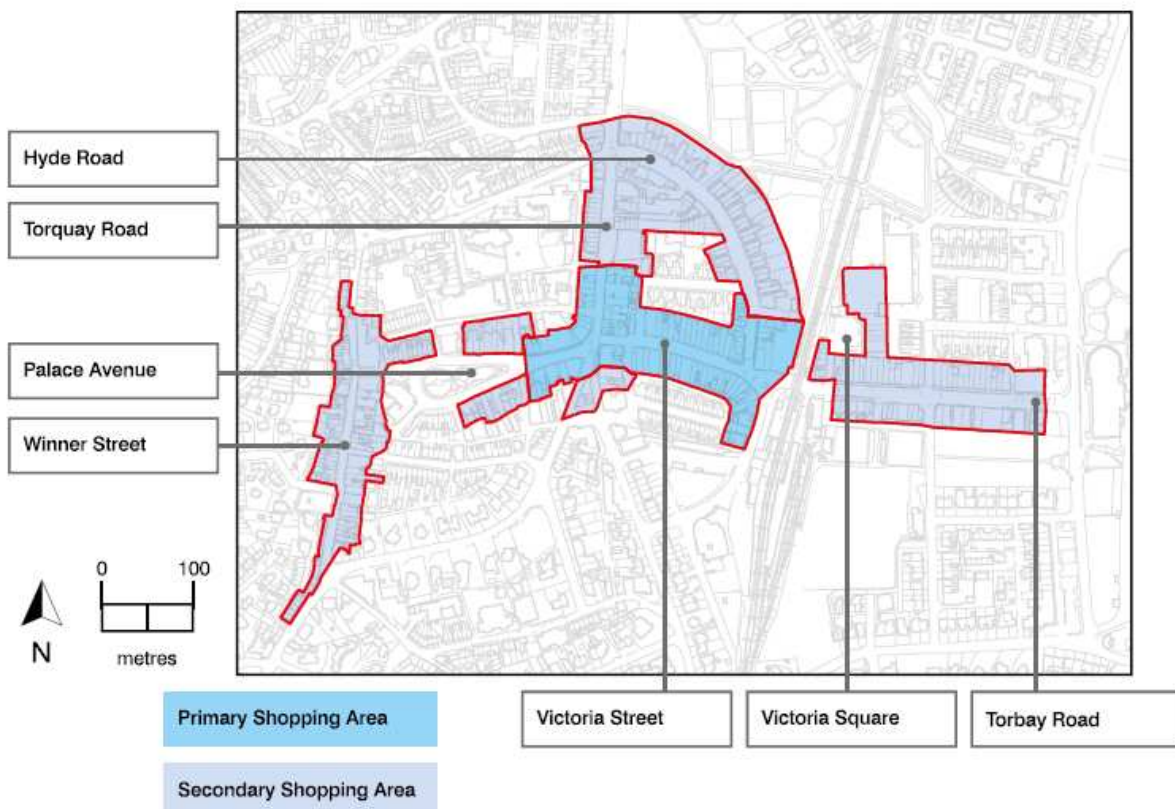 Hyde Road
Torquay Road
Palace Avenue
Winner Street
0 100
N
metres
Primary Shopping Area
Victoria Street
Victoria Square
Torbay Road
Secondary Shopping Area